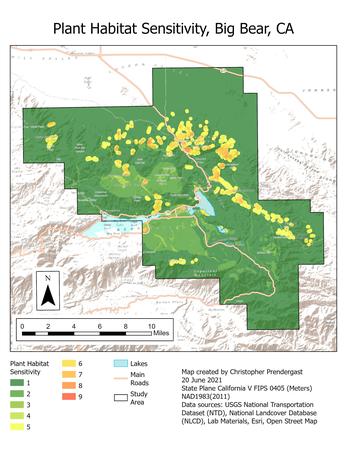 Plant Habitat Sensitivity, Big Bear, CA
N
0 2 4 6 8 10
Miles
Plant Habitat
Sensitivity
1
2
3
4
5
6
7
8
9
Lakes
Main
Roads
Study
Area
Map created by Christopher Prendergast
20 June 2021
State Plane California V FIPS 0405 (Meters)
NAD1983(2011)
Data sources: USGS National Transportation
Dataset (NTD), National Landcover Database
(NLCD), Lab Materials, Esri, Open Street Map